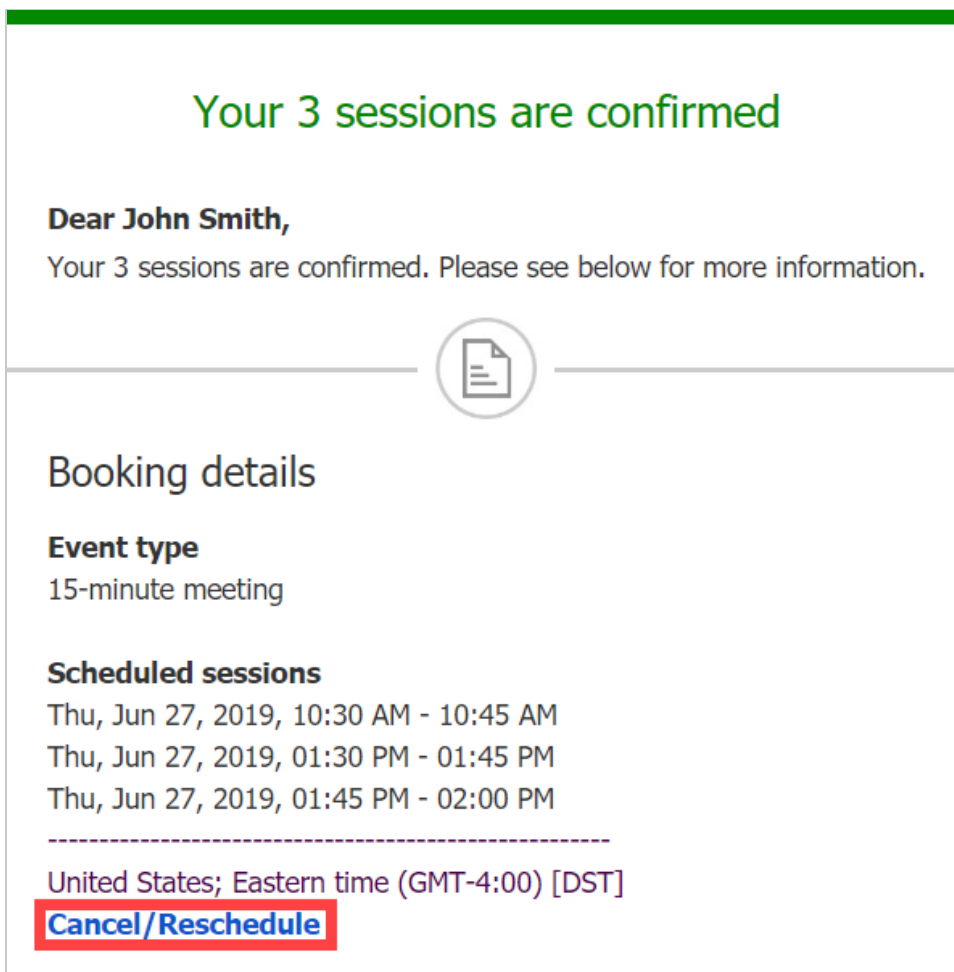 Your 3 sessions are confirmed
Dear John Smith,
Your 3 sessions are confirmed. Please see below for more information.
Booking details
Event type
15-minute meeting
Scheduled sessions
Thu, Jun 27, 2019, 10:30 AM - 10:45 AM
Thu, Jun 27, 2019, 01:30 PM - 01:45 PM
Thu, Jun 27, 2019, 01:45 PM - 02:00 PM
-------------------------------------------------------
United States; Eastern time (GMT-4:00) [DST]
Cancel/Reschedule